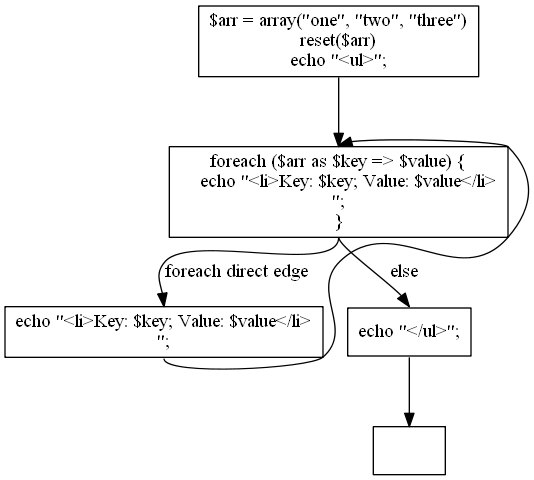 $arr = array("one", "two", "three")
reset($arr)
echo "<ul>";
foreach ($arr as $key => $value) {
echo "<li>Key: $key; Value: $value</li>
";
}
foreach direct edge
else
echo "<li>Key: $key; Value: $value</li>
";
echo "</ul>";